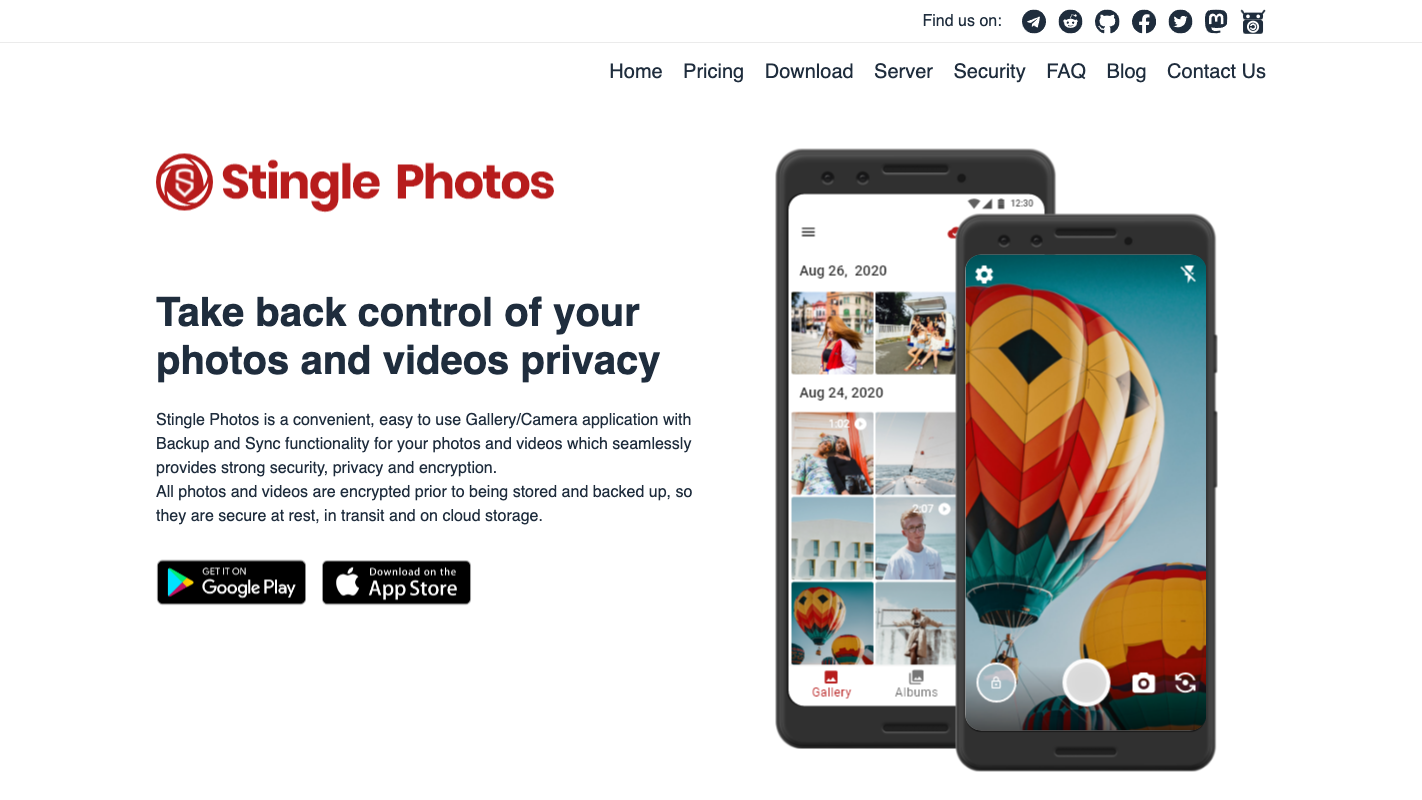 Find us on:
Home Pricing Download Server Security FAQ Blog Contact Us
Stingle Photos
Take back control of your
photos and videos privacy
Stingle Photos is a convenient, easy to use Gallery/Camera application with
Backup and Sync functionality for your photos and videos which seamlessly
provides strong security, privacy and encryption.
All photos and videos are encrypted prior to being stored and backed up, so
they are secure at rest, in transit and on cloud storage.
GET IT ON
Google Play
Download on the
App Store
12:30
Aug 26, 2020
Aug 24, 2020
1:02
2:07
Gallery Albums